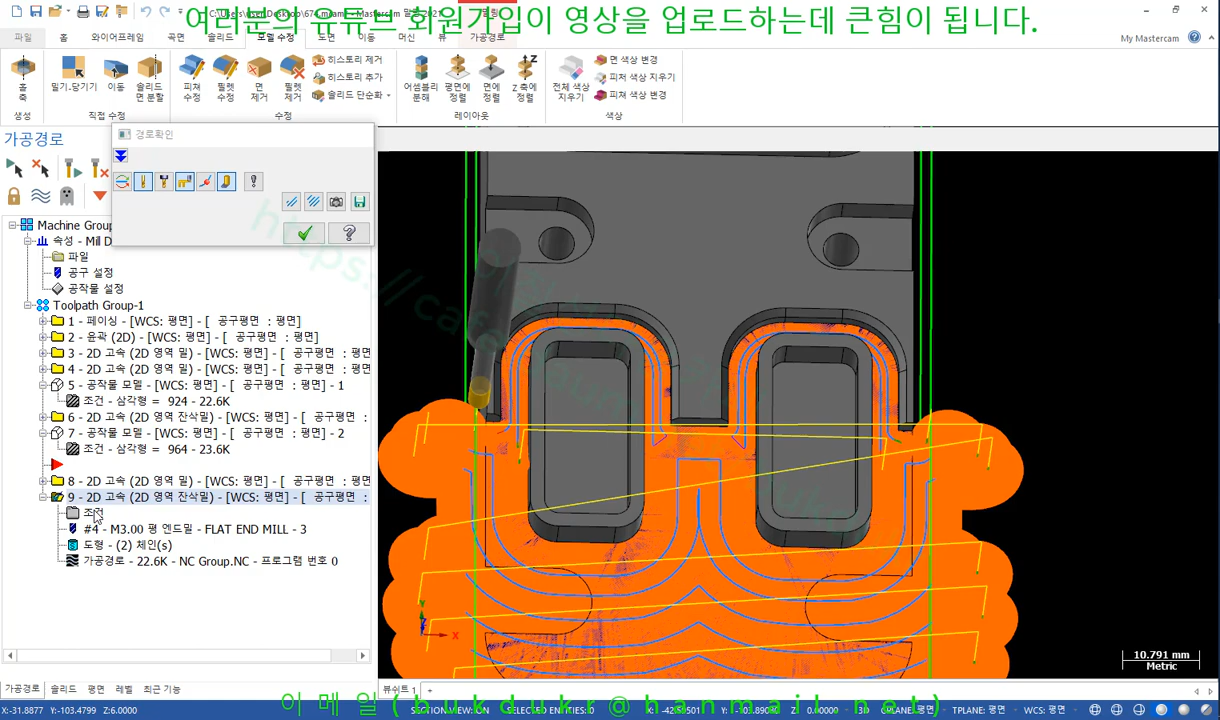 여러분의 유튜브 회원가입이 영상을 업로드하는데 큰힘이 됩니다.
파일 홈 와이어프레임 곡면 솔리드 모델 수정 도면 이동 머신 뷰 가공경로 My Mastercam
홀 축
밀기.당기기
이동
솔리드 면 분할
피쳐 수정
필렛 수정
면 제거
필렛 제거
히스토리 제거
히스토리 추가
솔리드 단순화
어셈블리 분해
평면에 정렬
면에 정렬
Z 축에 정렬
전체 색상 지우기
면 색상 변경
피처 색상 지우기
피쳐 색상 변경
생성 직접 수정 수정 레이아웃 색상
가공경로
경로확인
Machine Group
속성 - Mill D
파일
공구 설정
공작물 설정
Toolpath Group-1
1 - 페이싱 - [WCS: 평면] - [ 공구평면 : 평면]
2 - 윤곽 (2D) - [WCS: 평면] - [ 공구평면 : 평면]
3 - 2D 고속 (2D 영역 밀) - [WCS: 평면] - [ 공구평면 : 평면
4 - 2D 고속 (2D 영역 밀) - [WCS: 평면] - [ 공구평면 : 평면
5 - 공작물 모델 - [WCS: 평면] - [ 공구평면 : 평면] - 1
조건 - 삼각형 = 924 - 22.6K
6 - 2D 고속 (2D 영역 잔삭밀) - [WCS: 평면] - [ 공구평면 :
7 - 공작물 모델 - [WCS: 평면] - [ 공구평면 : 평면] - 2
조건 - 삼각형 = 964 - 23.6K
8 - 2D 고속 (2D 영역 밀) - [WCS: 평면] - [ 공구평면 : 평면
9 - 2D 고속 (2D 영역 잔삭밀) - [WCS: 평면] - [ 공구평면 :
조건
#4 - M3.00 평 엔드밀 - FLAT END MILL - 3
도형 - (2) 체인(s)
가공경로 - 22.6K - NC Group.NC - 프로그램 번호 0
Y
X
10.791 mm
Metric
가공경로 솔리드 평면 레벨 최근 기능
뷰쉬트 1 +
이 메 일 ( h u k d u k r @ h a n m a i l . n e t )
X:-31.8877 Y:-103.4799 Z:6.0000 SECTION VIEW: ON SELECTED ENTITIES: 0 TPLANE: 평면 WCS: 평면